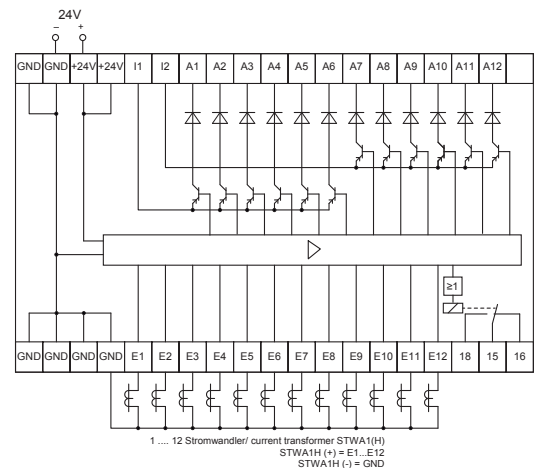 24V
– +
GND GND +24V +24V I1 I2 A1 A2 A3 A4 A5 A6 A7 A8 A9 A10 A11 A12
≥1
GND GND GND GND E1 E2 E3 E4 E5 E6 E7 E8 E9 E10 E11 E12 18 15 16
1 .... 12 Stromwandler/ current transformer STWA1(H)
STWA1H (+) = E1...E12
STWA1H (-) = GND